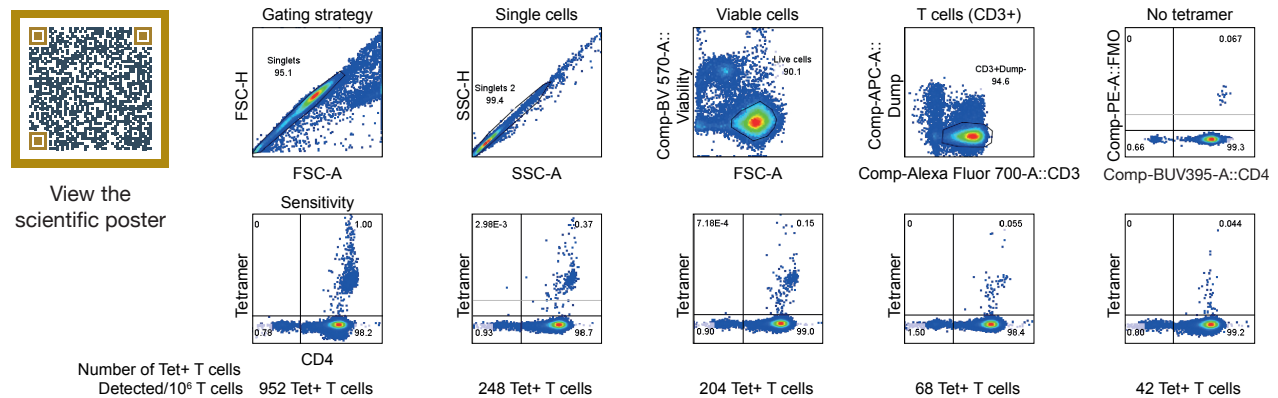 View the
scientific poster
Gating strategy
Singlets
95.1
FSC-H
FSC-A
Single cells
Singlets 2
99.4
SSC-H
SSC-A
Viable cells
Live cells
90.1
Comp-BV 570-A::
Viability
FSC-A
T cells (CD3+)
CD3+Dump-
94.6
Comp-APC-A::
Dump
Comp-Alexa Fluor 700-A::CD3
No tetramer
0
0.067
0.66
99.3
Comp-PE-A::FMO
Comp-BUV395-A::CD4
Sensitivity
0
1.00
0.78
98.2
Tetramer
CD4
2.98E-3
0.37
0.93
98.7
Tetramer
7.18E-4
0.15
0.90
99.0
Tetramer
0
0.055
1.50
98.4
Tetramer
0
0.044
0.80
99.2
Tetramer
Number of Tet+ T cells
Detected/10⁶ T cells
952 Tet+ T cells
248 Tet+ T cells
204 Tet+ T cells
68 Tet+ T cells
42 Tet+ T cells